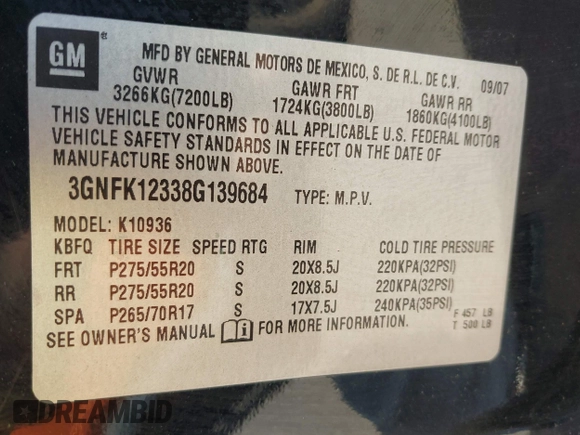 GM ®
MFD BY GENERAL MOTORS DE MEXICO, S. DE R.L. DE C.V. 09/07
GVWR GAWR FRT GAWR RR
3266KG(7200LB) 1724KG(3800LB) 1860KG(4100LB)
THIS VEHICLE CONFORMS TO ALL APPLICABLE U.S. FEDERAL MOTOR
VEHICLE SAFETY STANDARDS IN EFFECT ON THE DATE OF
MANUFACTURE SHOWN ABOVE.
3GNFK12338G139684 TYPE: M.P.V.
MODEL: K10936
KBFQ TIRE SIZE SPEED RTG RIM COLD TIRE PRESSURE
FRT P275/55R20 S 20X8.5J 220KPA(32PSI)
RR P275/55R20 S 20X8.5J 220KPA(32PSI)
SPA P265/70R17 S 17X7.5J 240KPA(35PSI) F 457 LB
SEE OWNER'S MANUAL i FOR MORE INFORMATION. T 500 LB
DREAMBID